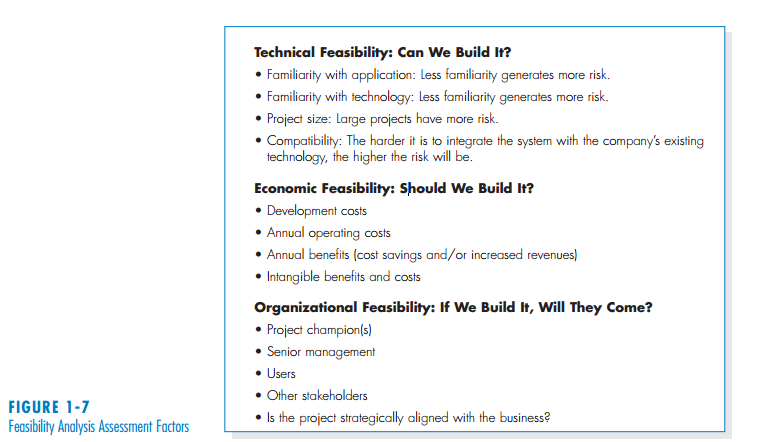 Technical Feasibility: Can We Build It?
• Familiarity with application: Less familiarity generates more risk.
• Familiarity with technology: Less familiarity generates more risk.
• Project size: Large projects have more risk.
• Compatibility: The harder it is to integrate the system with the company’s existing
technology, the higher the risk will be.
Economic Feasibility: Should We Build It?
• Development costs
• Annual operating costs
• Annual benefits (cost savings and/or increased revenues)
• Intangible benefits and costs
Organizational Feasibility: If We Build It, Will They Come?
• Project champion(s)
• Senior management
• Users
• Other stakeholders
• Is the project strategically aligned with the business?
FIGURE 1-7
Feasibility Analysis Assessment Factors